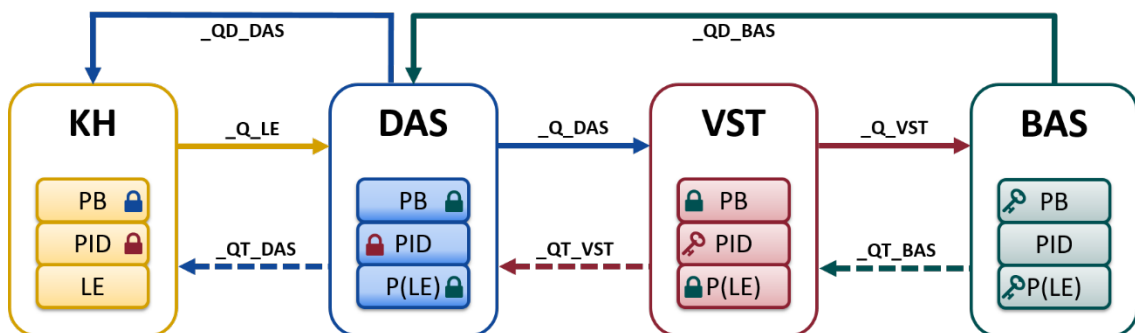 _QD_DAS
_QD_BAS
KH
_Q_LE
DAS
_Q_DAS
VST
_Q_VST
BAS
PB
PID
LE
PB
PID
P(LE)
PB
PID
P(LE)
PB
PID
P(LE)
_QT_DAS
_QT_VST
_QT_BAS